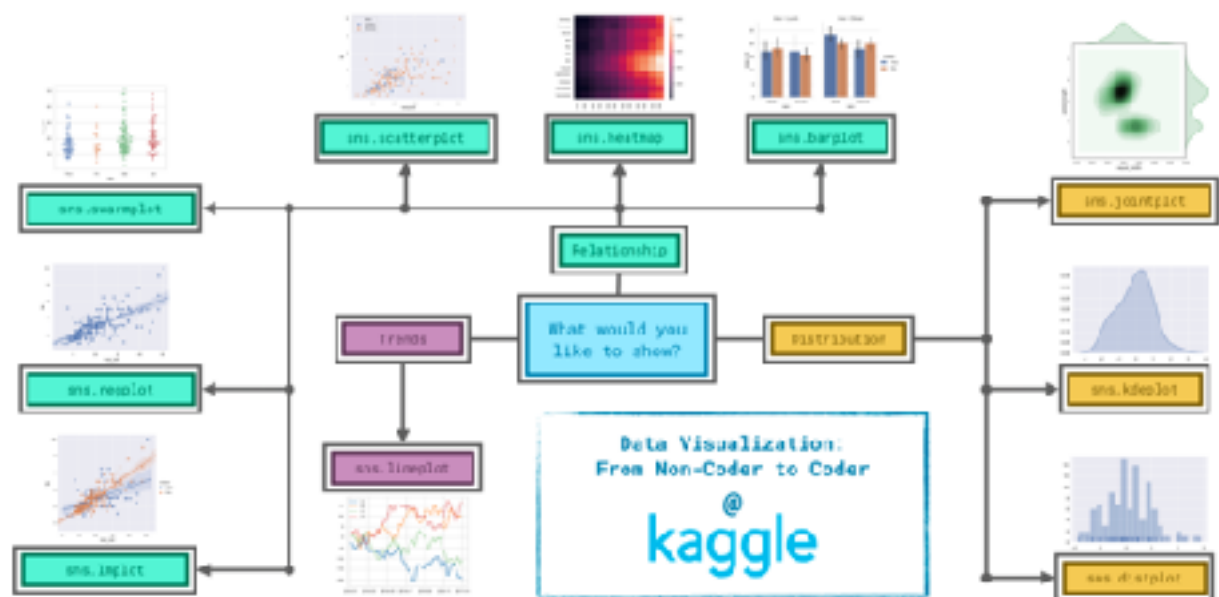 sns.scatterplot
sns.heatmap
sns.barplot
sns.jointplot
sns.swarmplot
Relationship
What would you
like to show?
Trends
Distribution
sns.regplot
sns.kdeplot
sns.lineplot
Data Visualization:
From Non-Coder to Coder
@
kaggle
sns.lmplot
sns.distplot